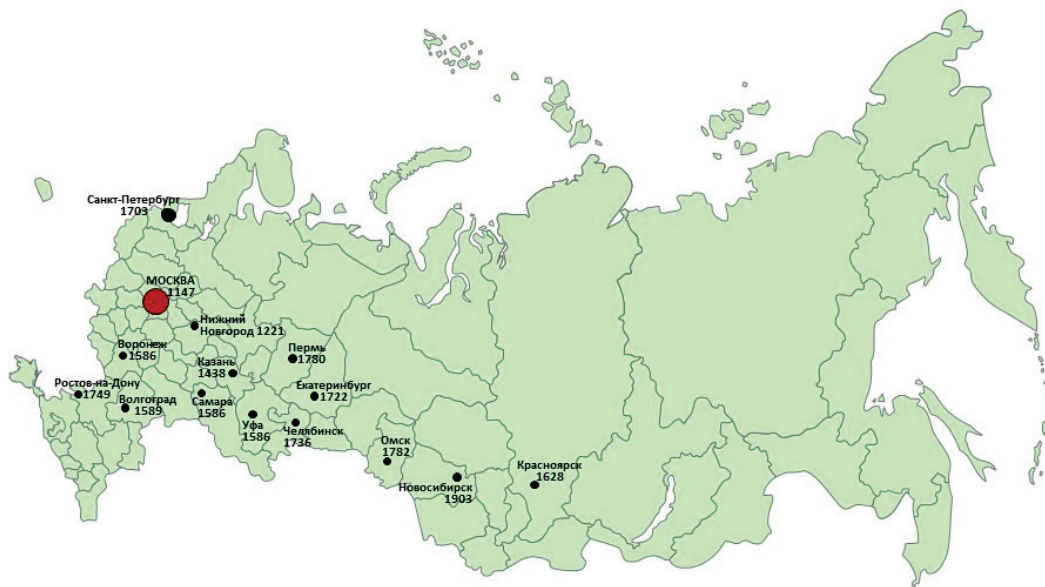 Санкт-Петербург
1703
МОСКВА
1147
Нижний
Новгород 1221
Воронеж
1586
Пермь
1780
Казань
1438
Ростов-на-Дону
1749
Волгоград
1589
Самара
1586
Екатеринбург
1722
Уфа
1586
Челябинск
1736
Омск
1782
Новосибирск
1903
Красноярск
1628